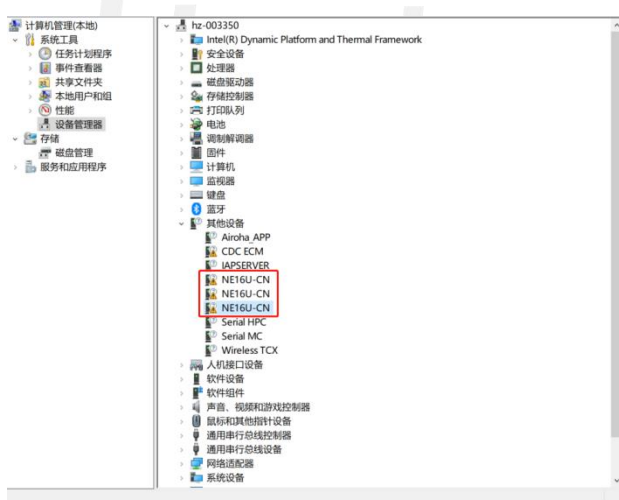 计算机管理(本地)
系统工具
任务计划程序
事件查看器
共享文件夹
本地用户和组
性能
设备管理器
存储
磁盘管理
服务和应用程序
hz-003350
Intel(R) Dynamic Platform and Thermal Framework
安全设备
处理器
磁盘驱动器
存储控制器
打印队列
电池
调制解调器
固件
计算机
监视器
键盘
蓝牙
其他设备
Airoha_APP
CDC ECM
IAPSERVER
NE16U-CN
NE16U-CN
NE16U-CN
Serial HPC
Serial MC
Wireless TCX
人机接口设备
软件设备
软件组件
声音、视频和游戏控制器
鼠标和其他指针设备
通用串行总线控制器
通用串行总线设备
网络适配器
系统设备